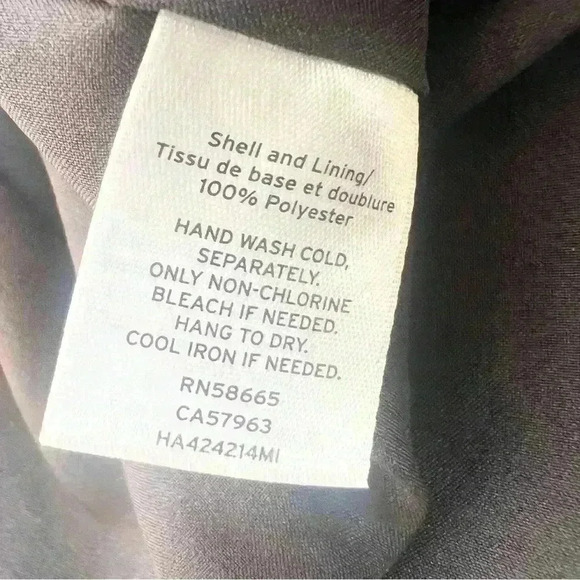 Shell and Lining/
Tissu de base et doublure
100% Polyester
HAND WASH COLD,
SEPARATELY.
ONLY NON-CHLORINE
BLEACH IF NEEDED.
HANG TO DRY.
COOL IRON IF NEEDED.
RN58665
CA57963
HA424214MI